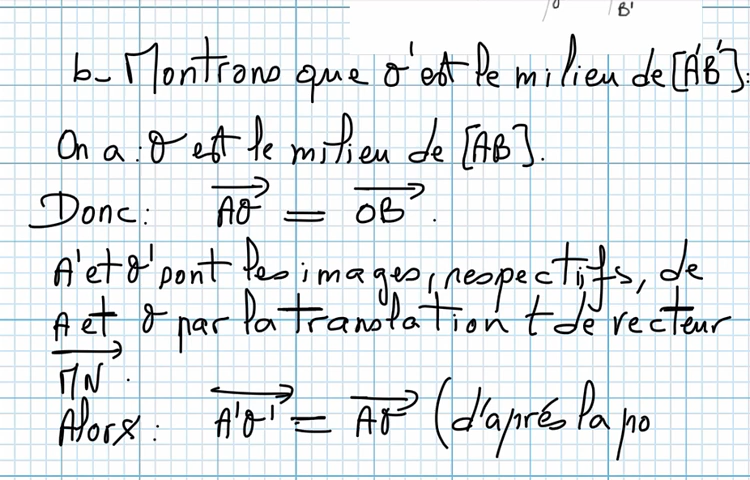 B'
b- Montrons que O' est le milieu de [A'B'].
On a : O est le milieu de [AB].
Donc : AO = OB.
A' et O' sont les images, respectifs, de
A et O par la translation t de vecteur
MN.
Alors : A'O' = AO (d'après la po